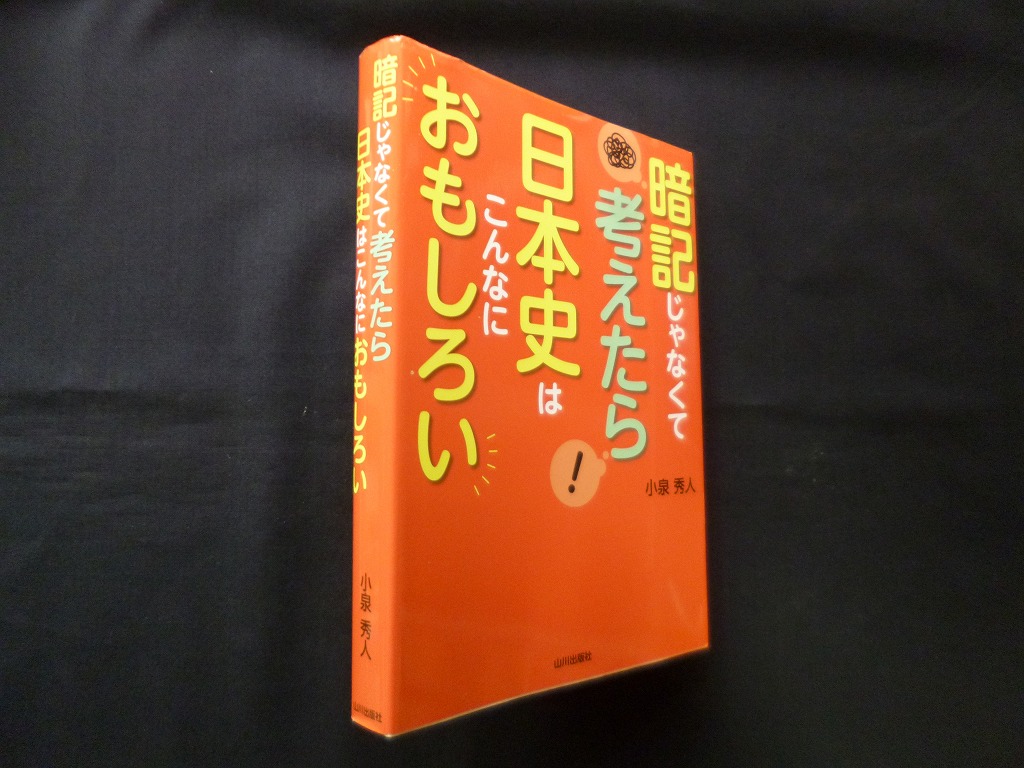 暗記じゃなくて
考えたら
日本史は
こんなに
おもしろい
!
小泉 秀人
山川出版社
暗記じゃなくて考えたら
日本史はこんなにおもしろい
小泉 秀人
山川出版社